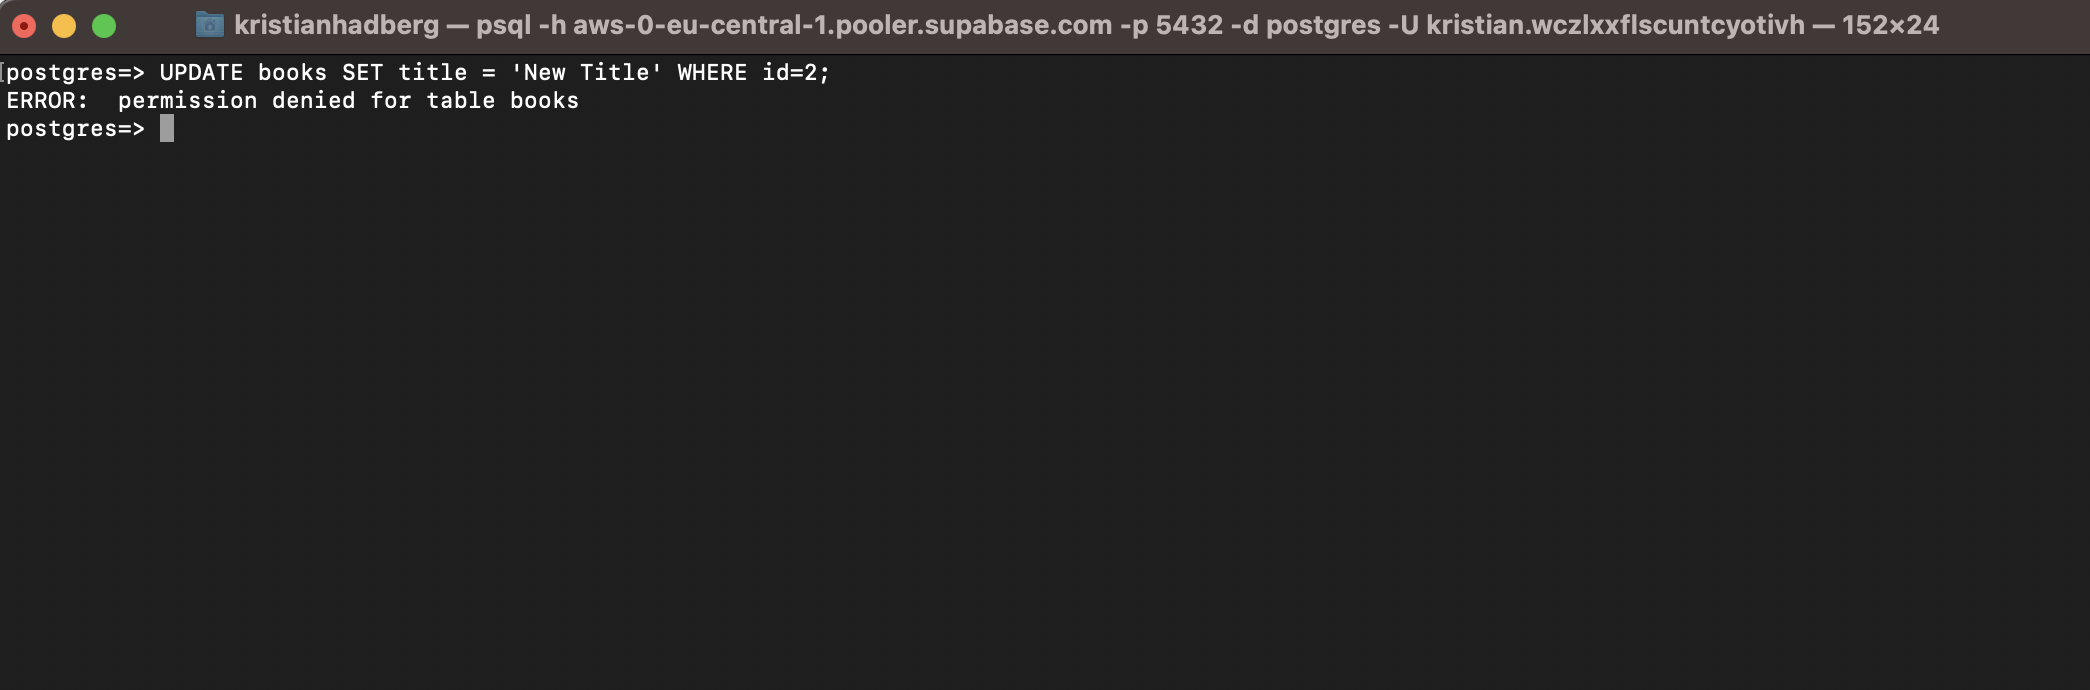 kristianhadberg — psql -h aws-0-eu-central-1.pooler.supabase.com -p 5432 -d postgres -U kristian.wczlxxflscuntcyotivh — 152×24
[postgres=> UPDATE books SET title = 'New Title' WHERE id=2;
ERROR:  permission denied for table books
postgres=>